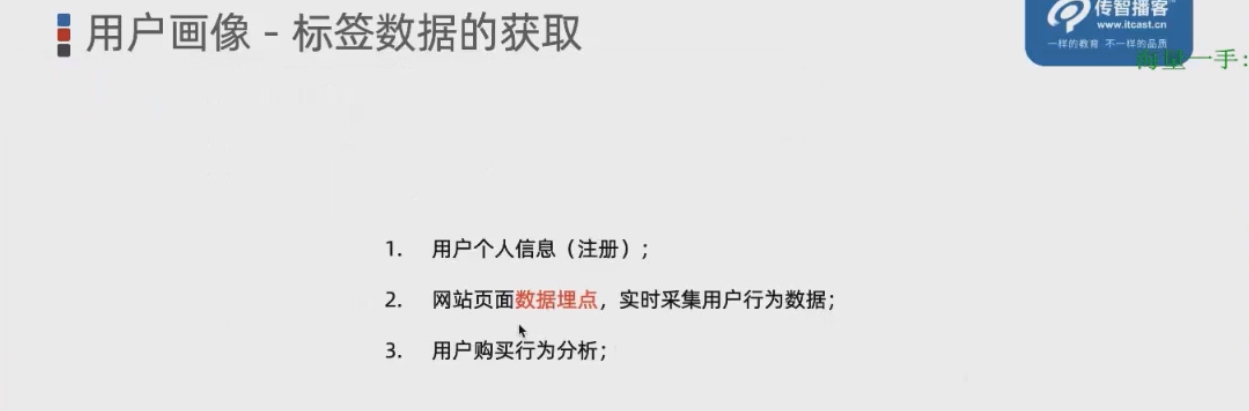 用户画像 - 标签数据的获取
传智播客
www.itcast.cn
一样的教育 不一样的品质
海量一手:
1. 用户个人信息（注册）;
2. 网站页面数据埋点，实时采集用户行为数据;
3. 用户购买行为分析;